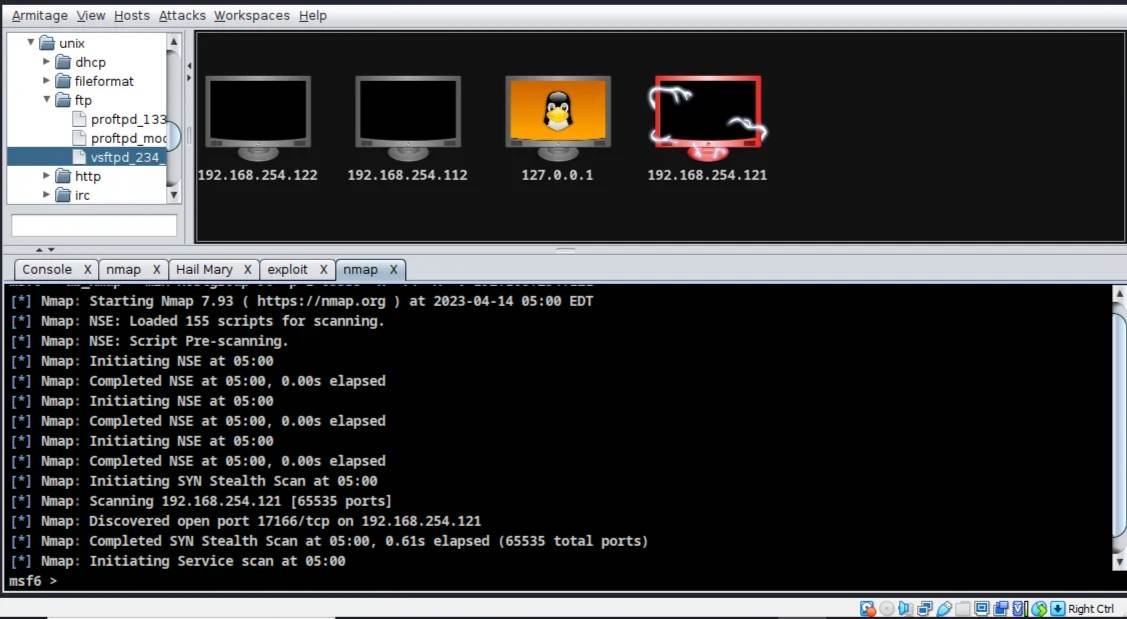 Armitage View Hosts Attacks Workspaces Help
unix
dhcp
fileformat
ftp
proftpd_133
proftpd_mod
vsftpd_234_
http
irc
192.168.254.122
192.168.254.112
127.0.0.1
192.168.254.121
Console X nmap X Hail Mary X exploit X nmap X
[*] Nmap: Starting Nmap 7.93 ( https://nmap.org ) at 2023-04-14 05:00 EDT
[*] Nmap: NSE: Loaded 155 scripts for scanning.
[*] Nmap: NSE: Script Pre-scanning.
[*] Nmap: Initiating NSE at 05:00
[*] Nmap: Completed NSE at 05:00, 0.00s elapsed
[*] Nmap: Initiating NSE at 05:00
[*] Nmap: Completed NSE at 05:00, 0.00s elapsed
[*] Nmap: Initiating NSE at 05:00
[*] Nmap: Completed NSE at 05:00, 0.00s elapsed
[*] Nmap: Initiating SYN Stealth Scan at 05:00
[*] Nmap: Scanning 192.168.254.121 [65535 ports]
[*] Nmap: Discovered open port 17166/tcp on 192.168.254.121
[*] Nmap: Completed SYN Stealth Scan at 05:00, 0.61s elapsed (65535 total ports)
[*] Nmap: Initiating Service scan at 05:00
msf6 >
Right Ctrl